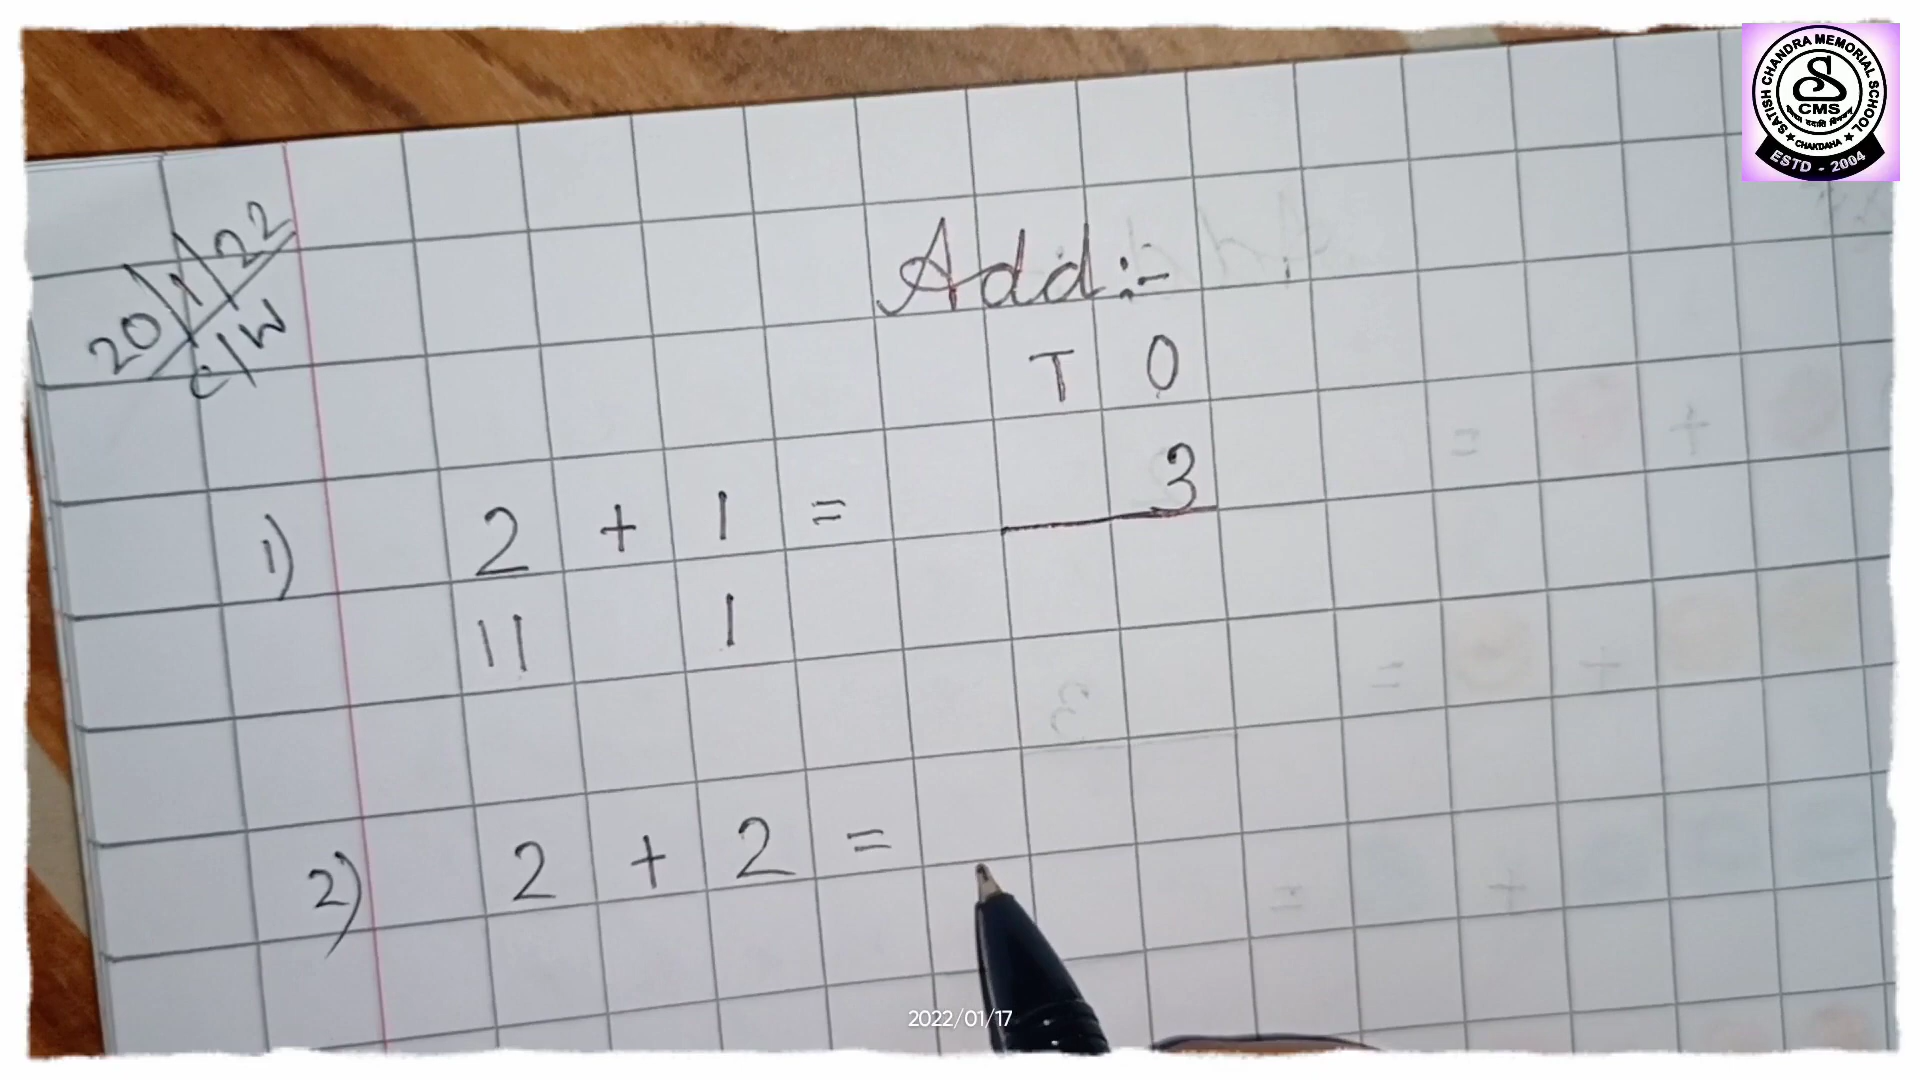 SATISH CHANDRA MEMORIAL SCHOOL
S
CMS
CHAKDAHA
ESTD - 2004
20/1/22
C/W
Add :-
T O
1) 2 + 1 = 3
11 1
2) 2 + 2 =
2022/01/17